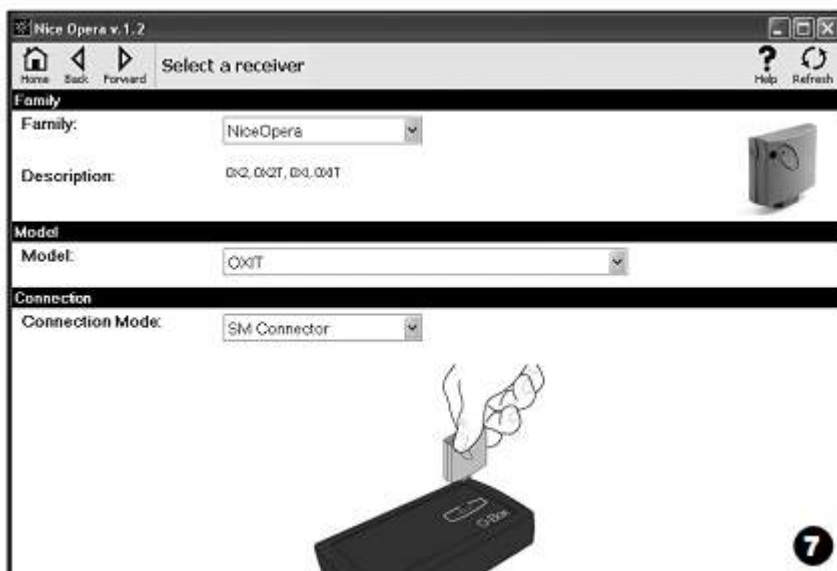 Nice Opera v.1.2
Home Back Forward Select a receiver Help Refresh
Family
Family: NiceOpera
Description: OX2, OX2T, OXI, OXIT
Model
Model: OXIT
Connection
Connection Mode: SM Connector
O-Box
7